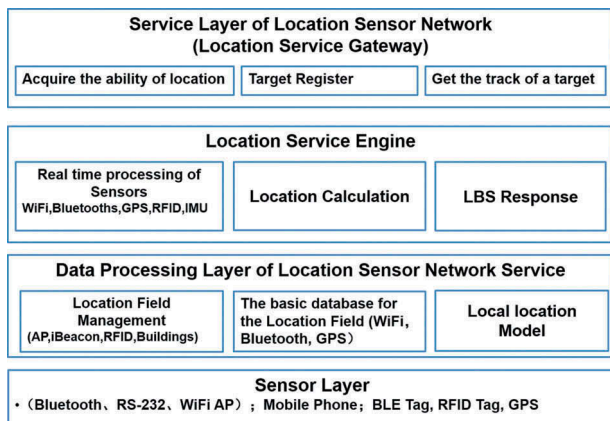 Service Layer of Location Sensor Network
(Location Service Gateway)
Acquire the ability of location
Target Register
Get the track of a target
Location Service Engine
Real time processing of
Sensors
WiFi,Bluetooths,GPS,RFID,IMU
Location Calculation
LBS Response
Data Processing Layer of Location Sensor Network Service
Location Field
Management
(AP,iBeacon,RFID,Buildings)
The basic database for
the Location Field (WiFi,
Bluetooth, GPS）
Local location
Model
Sensor Layer
•（Bluetooth、RS-232、WiFi AP）；Mobile Phone；BLE Tag, RFID Tag, GPS